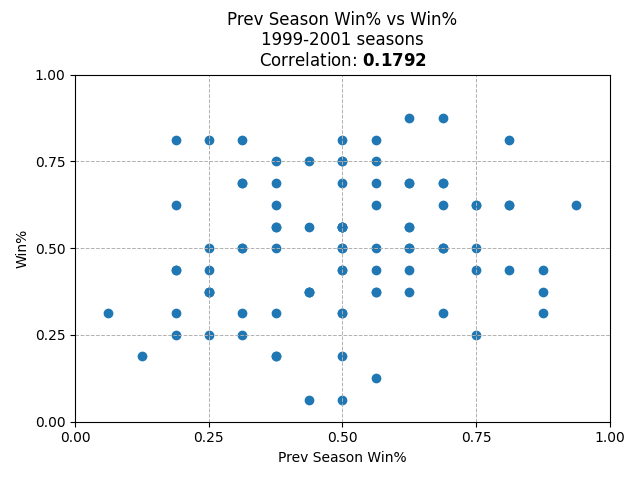 Prev Season Win% vs Win%
1999-2001 seasons
Correlation: 0.1792
1.00
0.75
0.50
0.25
0.00
Win%
0.00 0.25 0.50 0.75 1.00
Prev Season Win%